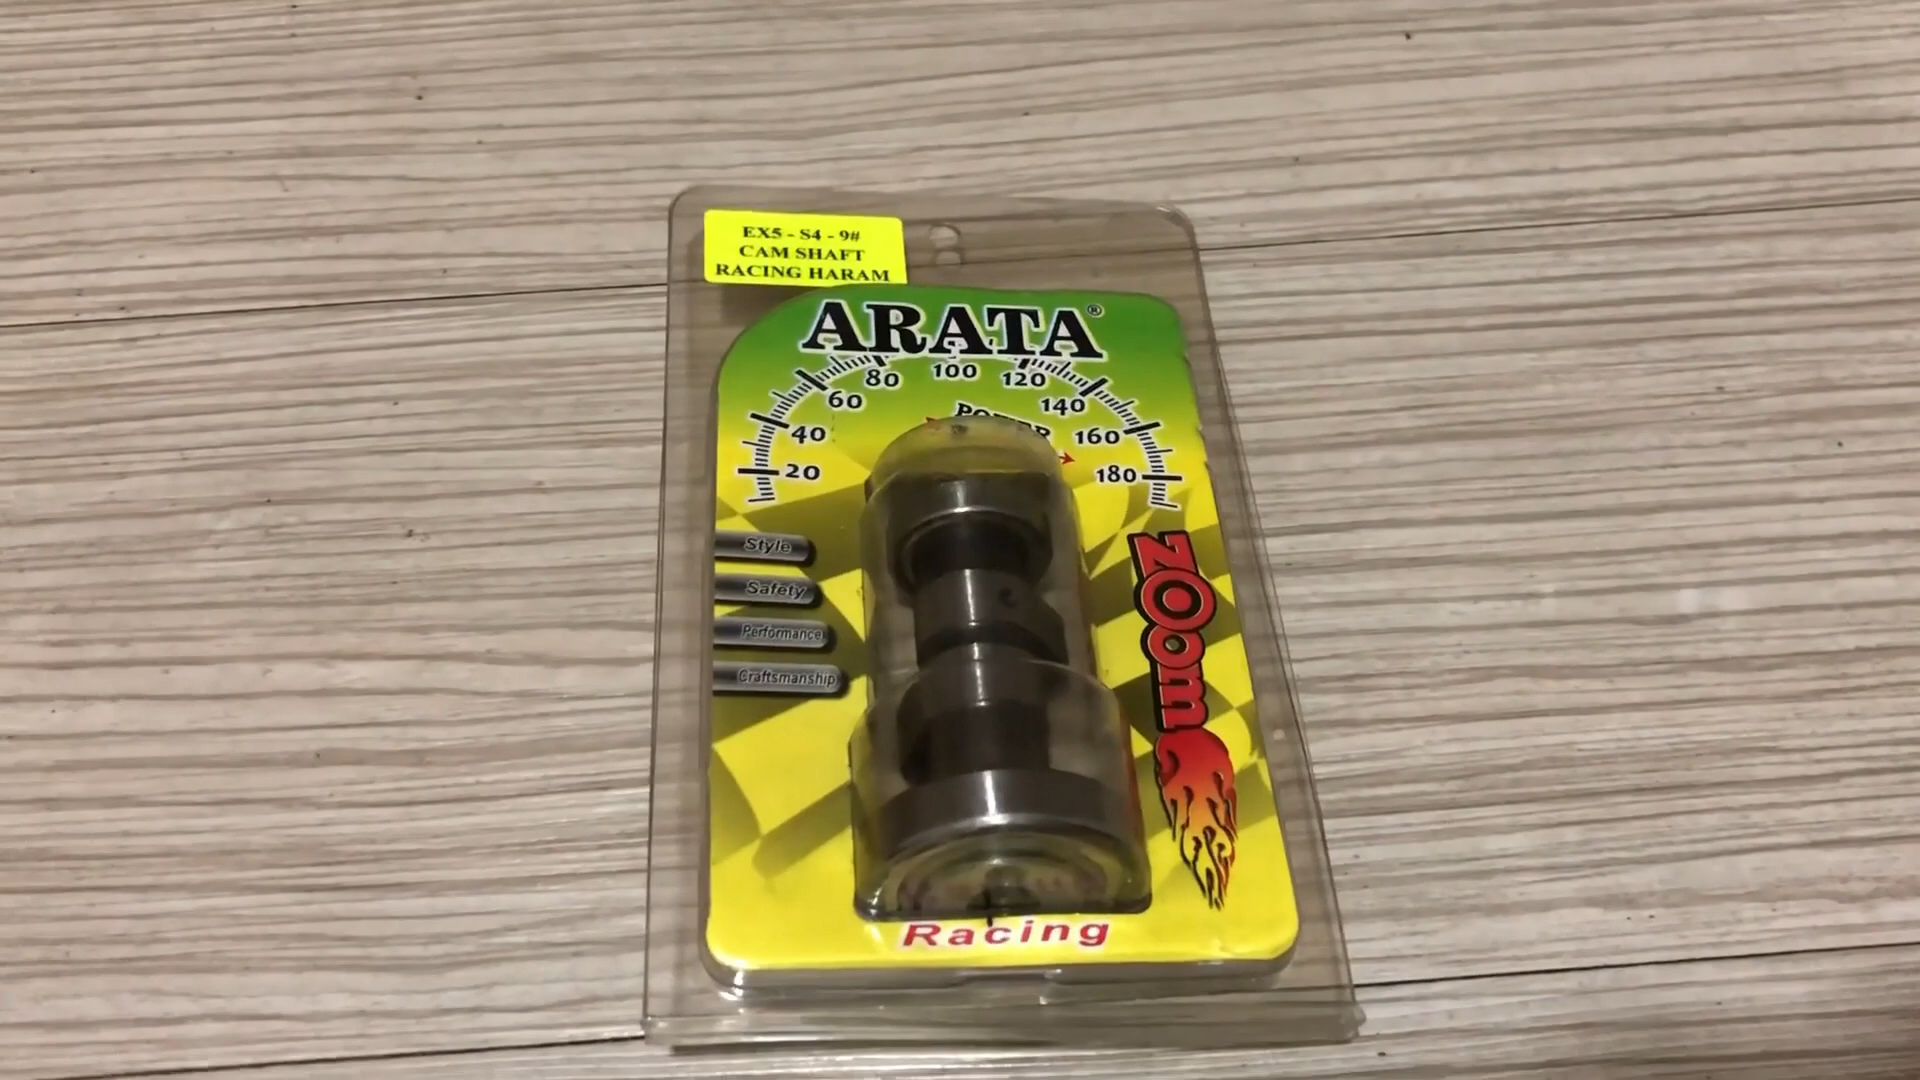 EX5 - S4 - 9#
CAM SHAFT
RACING HARAM
ARATA®
20
40
60
80
100
120
140
160
180
POWER
Style
Safety
Performance
Craftsmanship
zoom
Racing